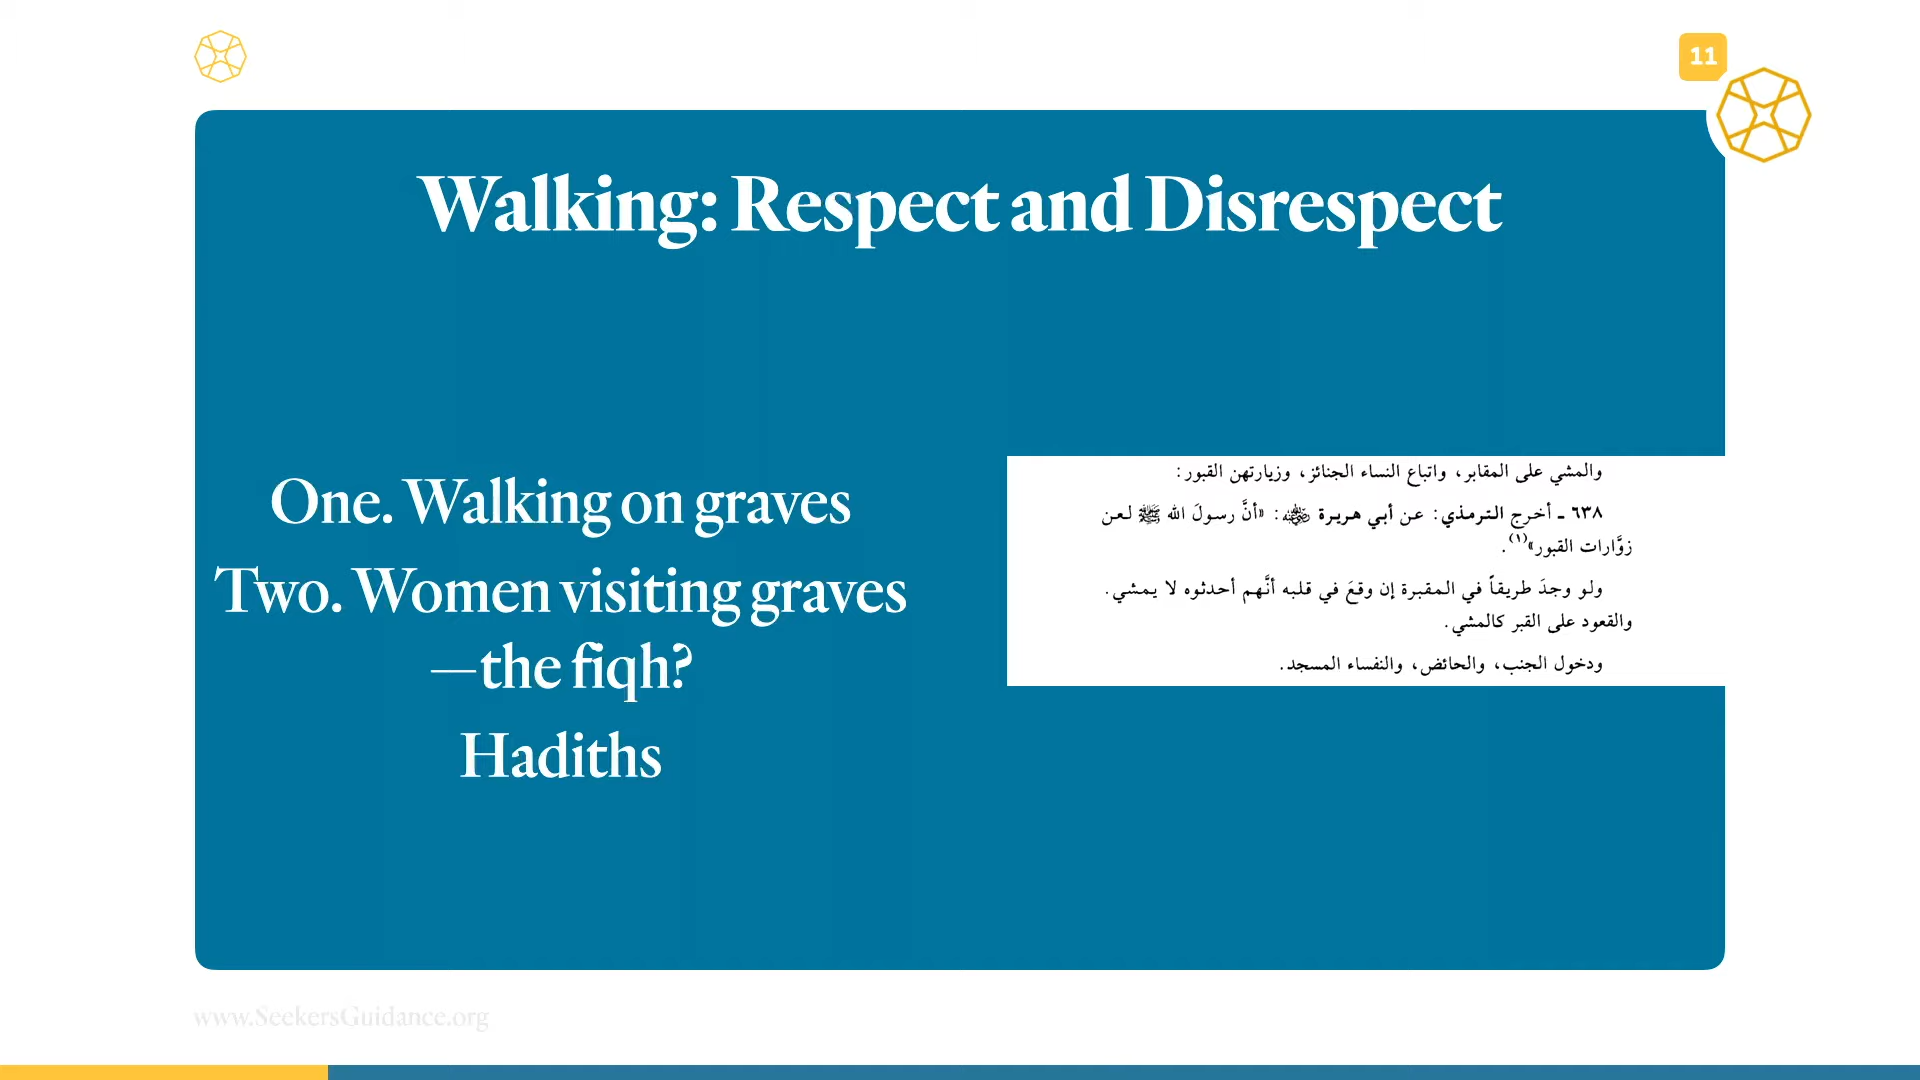 11
Walking: Respect and Disrespect
One. Walking on graves
Two. Women visiting graves
—the fiqh?
Hadiths
والمشي على المقابر، واتباع النساء الجنائز، وزيارتهن القبور:
٦٣٨ ـ أخرج الترمذي: عن أبي هريرة رضي الله عنه: «أنَّ رسولَ الله ﷺ لعن
زوَّارات القبور»(١).
ولو وجدَ طريقاً في المقبرة إن وقعَ في قلبه أنَّهم أحدثوه لا يمشي.
والقعود على القبر كالمشي.
ودخول الجنب، والحائض، والنفساء المسجد.
www.SeekersGuidance.org